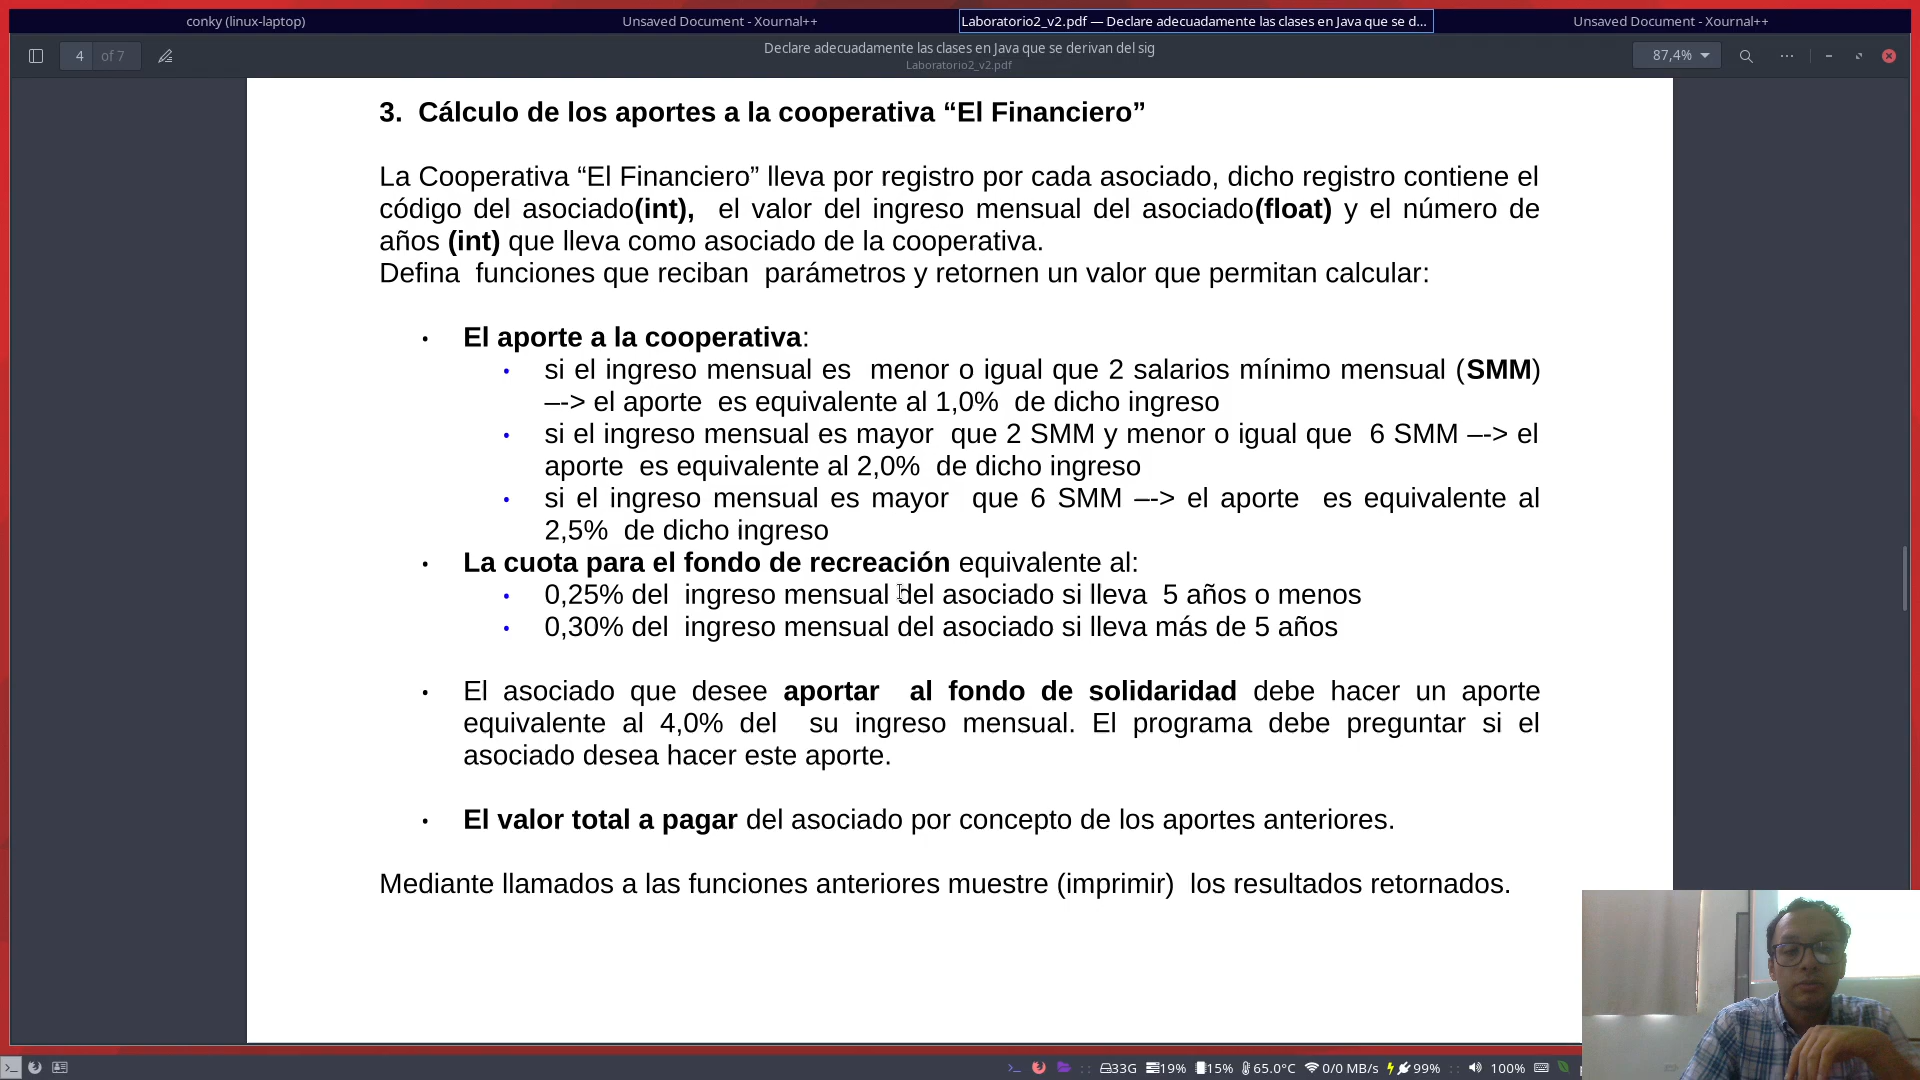 conky (linux-laptop)
Unsaved Document - Xournal++
Laboratorio2_v2.pdf — Declare adecuadamente las clases en Java que se d...
Unsaved Document - Xournal++
4 of 7
Declare adecuadamente las clases en Java que se derivan del sig
Laboratorio2_v2.pdf
87,4%
3. Cálculo de los aportes a la cooperativa “El Financiero”
La Cooperativa “El Financiero” lleva por registro por cada asociado, dicho registro contiene el
código del asociado(int), el valor del ingreso mensual del asociado(float) y el número de
años (int) que lleva como asociado de la cooperativa.
Defina funciones que reciban parámetros y retornen un valor que permitan calcular:
• El aporte a la cooperativa:
• si el ingreso mensual es menor o igual que 2 salarios mínimo mensual (SMM)
–-> el aporte es equivalente al 1,0% de dicho ingreso
• si el ingreso mensual es mayor que 2 SMM y menor o igual que 6 SMM –-> el
aporte es equivalente al 2,0% de dicho ingreso
• si el ingreso mensual es mayor que 6 SMM –-> el aporte es equivalente al
2,5% de dicho ingreso
• La cuota para el fondo de recreación equivalente al:
• 0,25% del ingreso mensual del asociado si lleva 5 años o menos
• 0,30% del ingreso mensual del asociado si lleva más de 5 años
• El asociado que desee aportar al fondo de solidaridad debe hacer un aporte
equivalente al 4,0% del su ingreso mensual. El programa debe preguntar si el
asociado desea hacer este aporte.
• El valor total a pagar del asociado por concepto de los aportes anteriores.
Mediante llamados a las funciones anteriores muestre (imprimir) los resultados retornados.
33G 19% 15% 65.0°C 0/0 MB/s 99% 100%